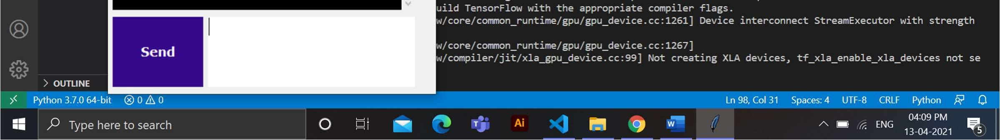 uild TensorFlow with the appropriate compiler flags.
w/core/common_runtime/gpu/gpu_device.cc:1261] Device interconnect StreamExecutor with strength
w/core/common_runtime/gpu/gpu_device.cc:1267]
w/compiler/jit/xla_gpu_device.cc:99] Not creating XLA devices, tf_xla_enable_xla_devices not se
Send
OUTLINE
Python 3.7.0 64-bit 0 0 Ln 98, Col 31 Spaces: 4 UTF-8 CRLF Python
Type here to search T Ai W ENG 04:09 PM
13-04-2021 5